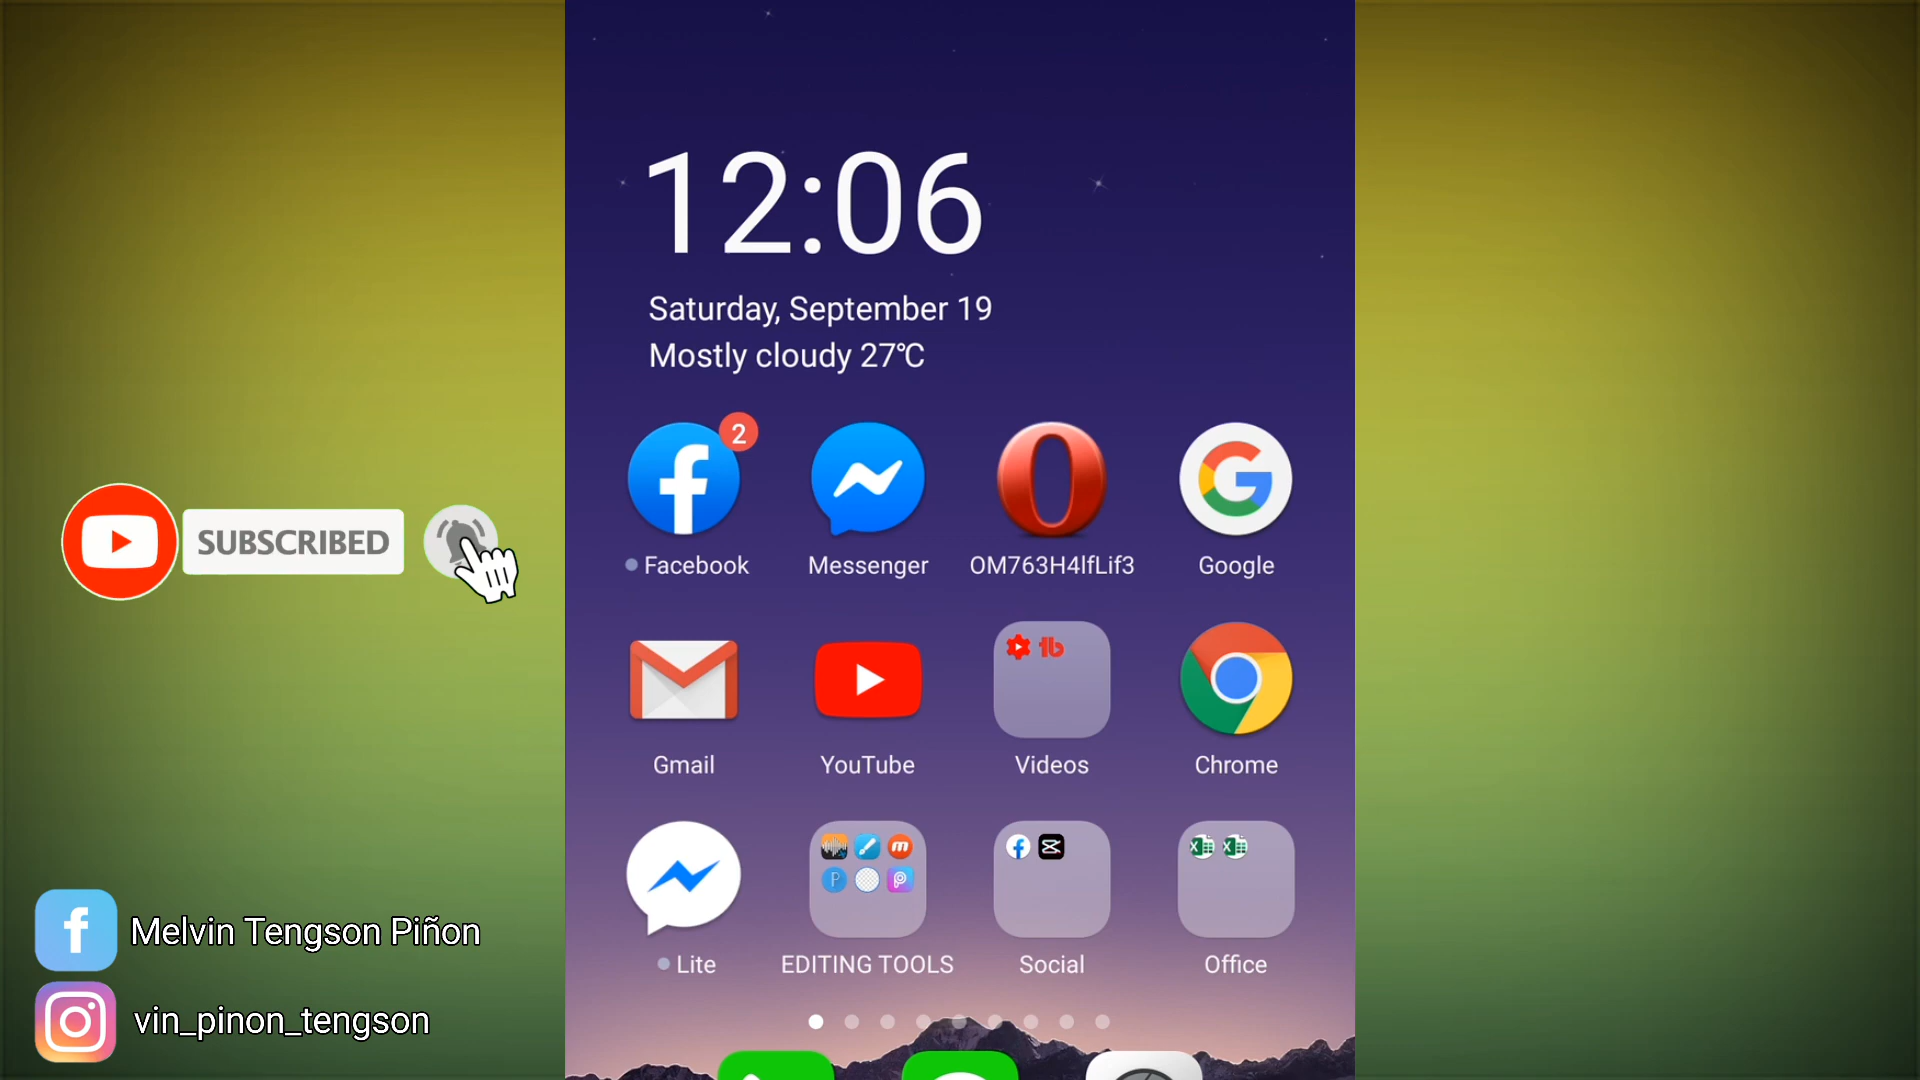 12:06
Saturday, September 19
Mostly cloudy 27℃
2
Facebook
Messenger
OM763H4lfLif3
Google
SUBSCRIBED
Gmail
YouTube
Videos
Chrome
Lite
EDITING TOOLS
Social
Office
Melvin Tengson Piñon
vin_pinon_tengson